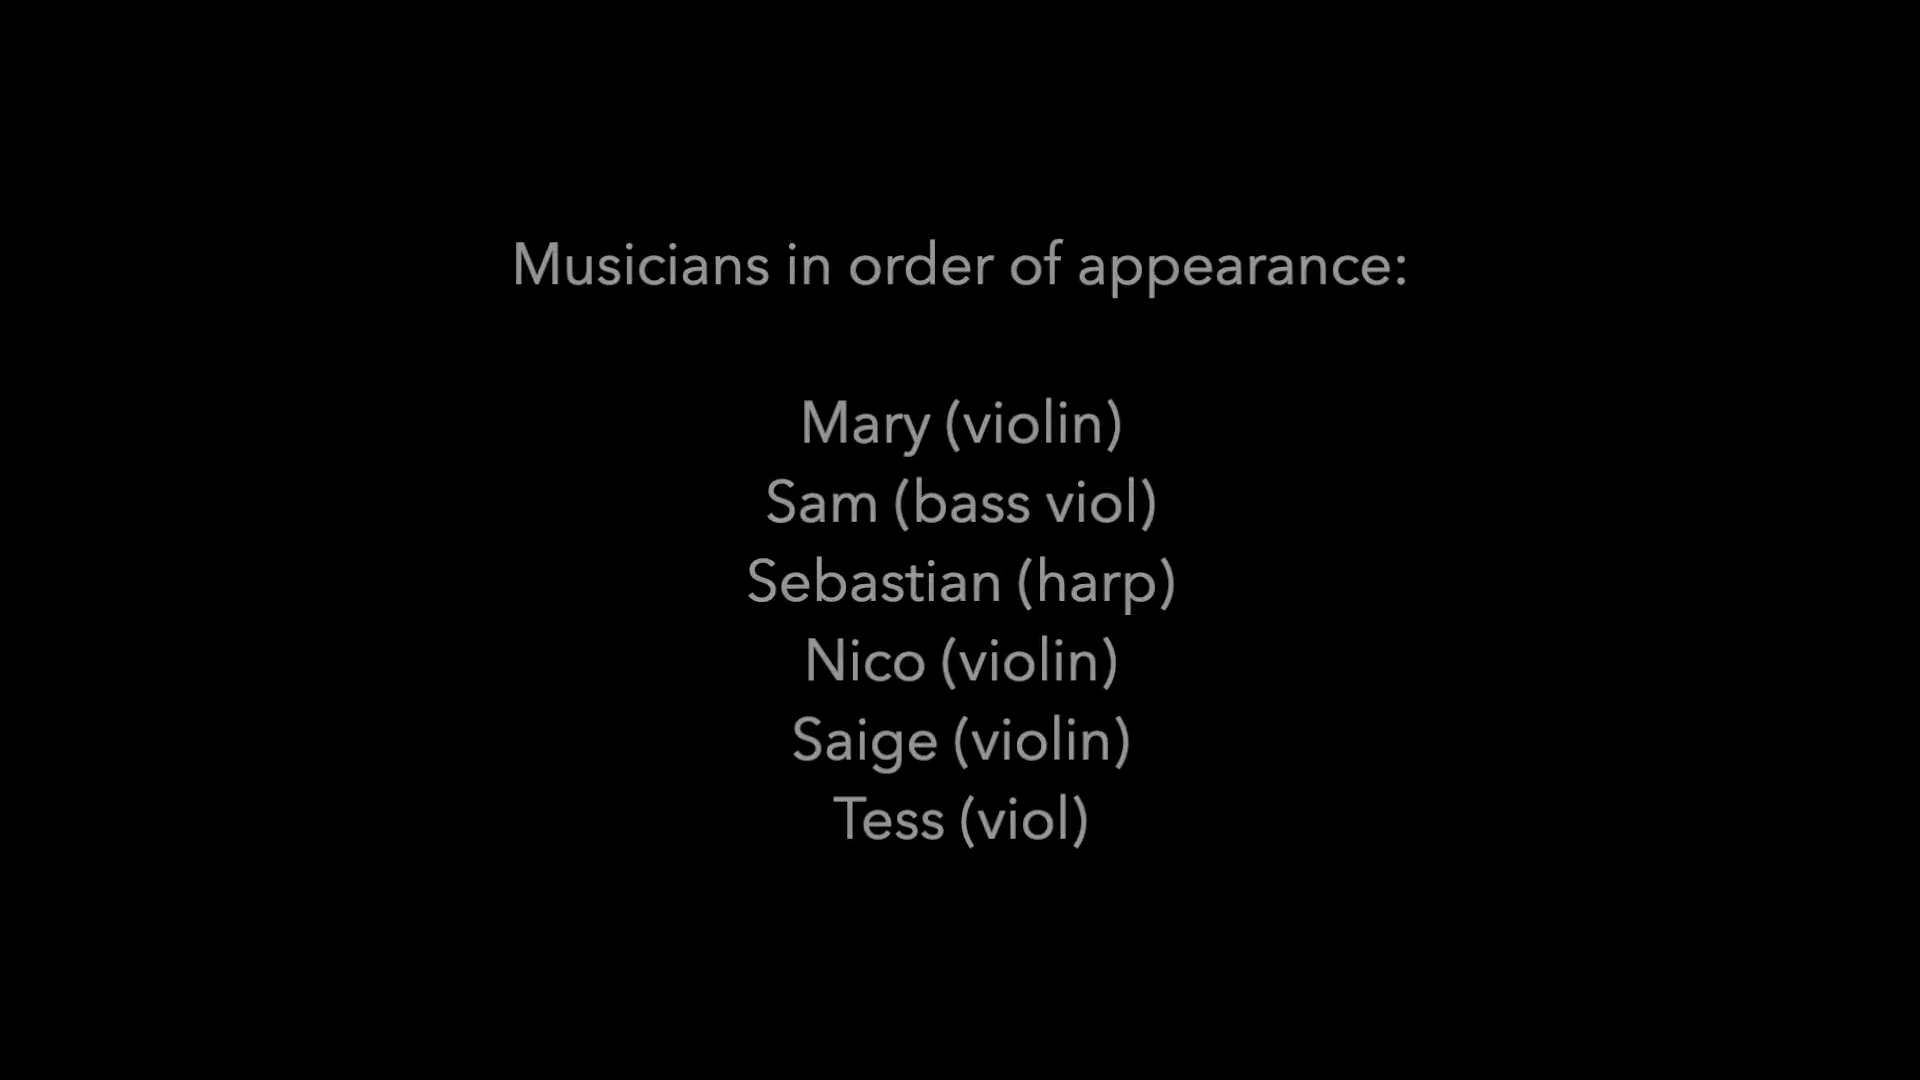 Musicians in order of appearance:
Mary (violin)
Sam (bass viol)
Sebastian (harp)
Nico (violin)
Saige (violin)
Tess (viol)